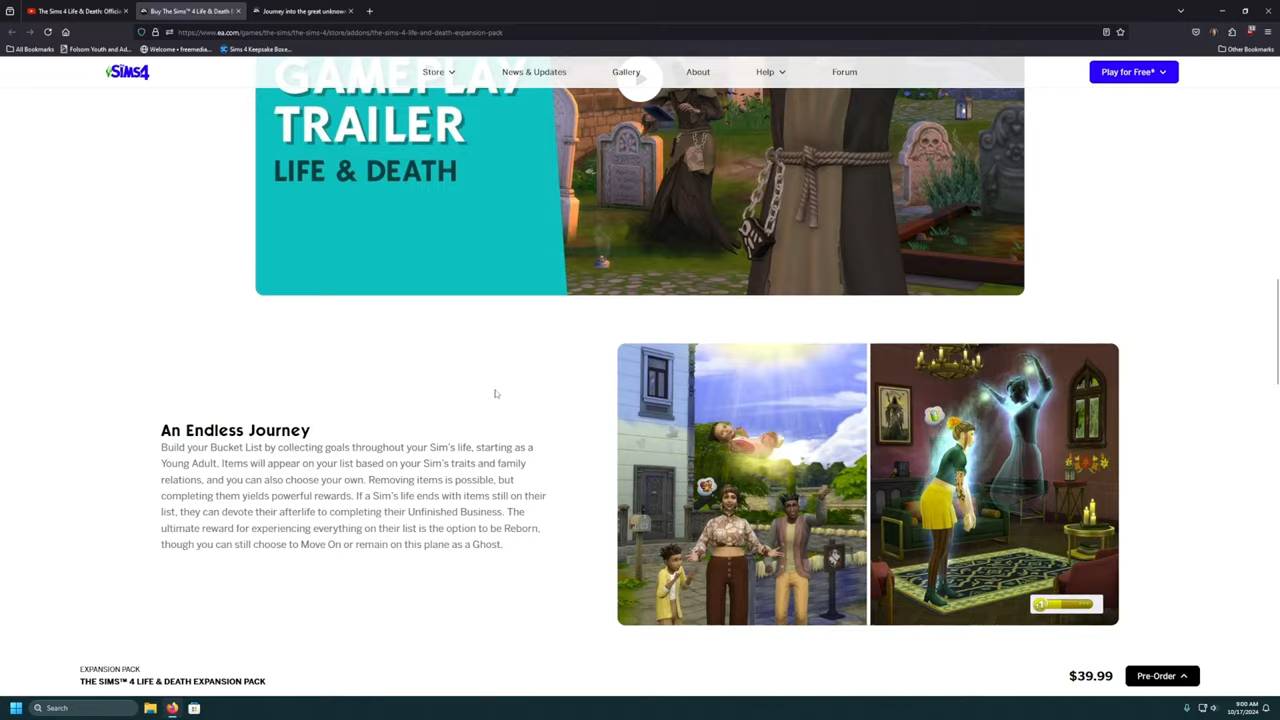 The Sims 4 Life & Death: Offici
Buy The Sims™ 4 Life & Death E
Journey into the great unknow
https://www.ea.com/games/the-sims/the-sims-4/store/addons/the-sims-4-life-and-death-expansion-pack
All Bookmarks
Folsom Youth and Ad...
Welcome • freemedia...
Sims 4 Keepsake Boxe...
Other Bookmarks
SiMS4
Store
News & Updates
Gallery
About
Help
Forum
Play for Free*
GAMEPLAY
TRAILER
LIFE & DEATH
An Endless Journey
Build your Bucket List by collecting goals throughout your Sim's life, starting as a
Young Adult. Items will appear on your list based on your Sim's traits and family
relations, and you can also choose your own. Removing items is possible, but
completing them yields powerful rewards. If a Sim's life ends with items still on their
list, they can devote their afterlife to completing their Unfinished Business. The
ultimate reward for experiencing everything on their list is the option to be Reborn,
though you can still choose to Move On or remain on this plane as a Ghost.
EXPANSION PACK
THE SIMS™ 4 LIFE & DEATH EXPANSION PACK
$39.99
Pre-Order
Search
9:00 AM
10/17/2024